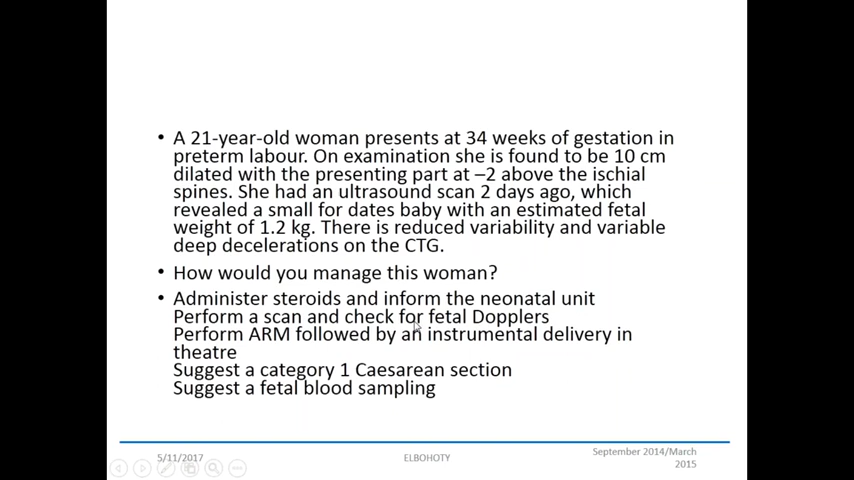 • A 21-year-old woman presents at 34 weeks of gestation in
preterm labour. On examination she is found to be 10 cm
dilated with the presenting part at –2 above the ischial
spines. She had an ultrasound scan 2 days ago, which
revealed a small for dates baby with an estimated fetal
weight of 1.2 kg. There is reduced variability and variable
deep decelerations on the CTG.
• How would you manage this woman?
• Administer steroids and inform the neonatal unit
Perform a scan and check for fetal Dopplers
Perform ARM followed by an instrumental delivery in
theatre
Suggest a category 1 Caesarean section
Suggest a fetal blood sampling
5/11/2017
ELBOHOTY
September 2014/March
2015